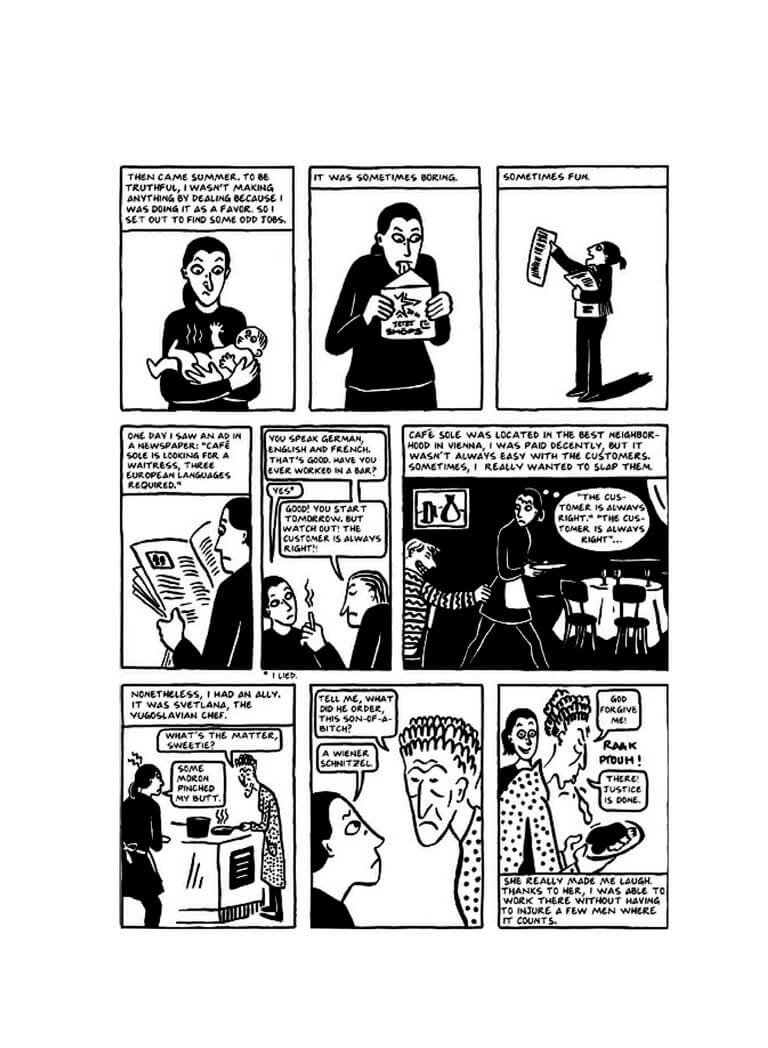 THEN CAME SUMMER. TO BE
TRUTHFUL, I WASN'T MAKING
ANYTHING BY DEALING BECAUSE I
WAS DOING IT AS A FAVOR. SO I
SET OUT TO FIND SOME ODD JOBS.
IT WAS SOMETIMES BORING.
JETZT
SHOPS
SOMETIMES FUN.
ONE DAY I SAW AN AD IN
A NEWSPAPER: "CAFÉ
SOLE IS LOOKING FOR A
WAITRESS, THREE
EUROPEAN LANGUAGES
REQUIRED."
YOU SPEAK GERMAN,
ENGLISH AND FRENCH.
THAT'S GOOD. HAVE YOU
EVER WORKED IN A BAR?
YES*
GOOD! YOU START
TOMORROW. BUT
WATCH OUT! THE
CUSTOMER IS ALWAYS
RIGHT!!
* I LIED.
CAFÉ SOLE WAS LOCATED IN THE BEST NEIGHBOR-
HOOD IN VIENNA, I WAS PAID DECENTLY, BUT IT
WASN'T ALWAYS EASY WITH THE CUSTOMERS.
SOMETIMES, I REALLY WANTED TO SLAP THEM.
"THE CUS-
TOMER IS ALWAYS
RIGHT." "THE CUS-
TOMER IS ALWAYS
RIGHT"...
NONETHELESS, I HAD AN ALLY.
IT WAS SVETLANA, THE
YUGOSLAVIAN CHEF.
WHAT'S THE MATTER,
SWEETIE?
SOME
MORON
PINCHED
MY BUTT.
TELL ME, WHAT
DID HE ORDER,
THIS SON-OF-A-
BITCH?
A WIENER
SCHNITZEL.
GOD
FORGIVE
ME!
RAAK
PTOUH!
THERE!
JUSTICE
IS DONE.
SHE REALLY MADE ME LAUGH.
THANKS TO HER, I WAS ABLE TO
WORK THERE WITHOUT HAVING
TO INJURE A FEW MEN WHERE
IT COUNTS.